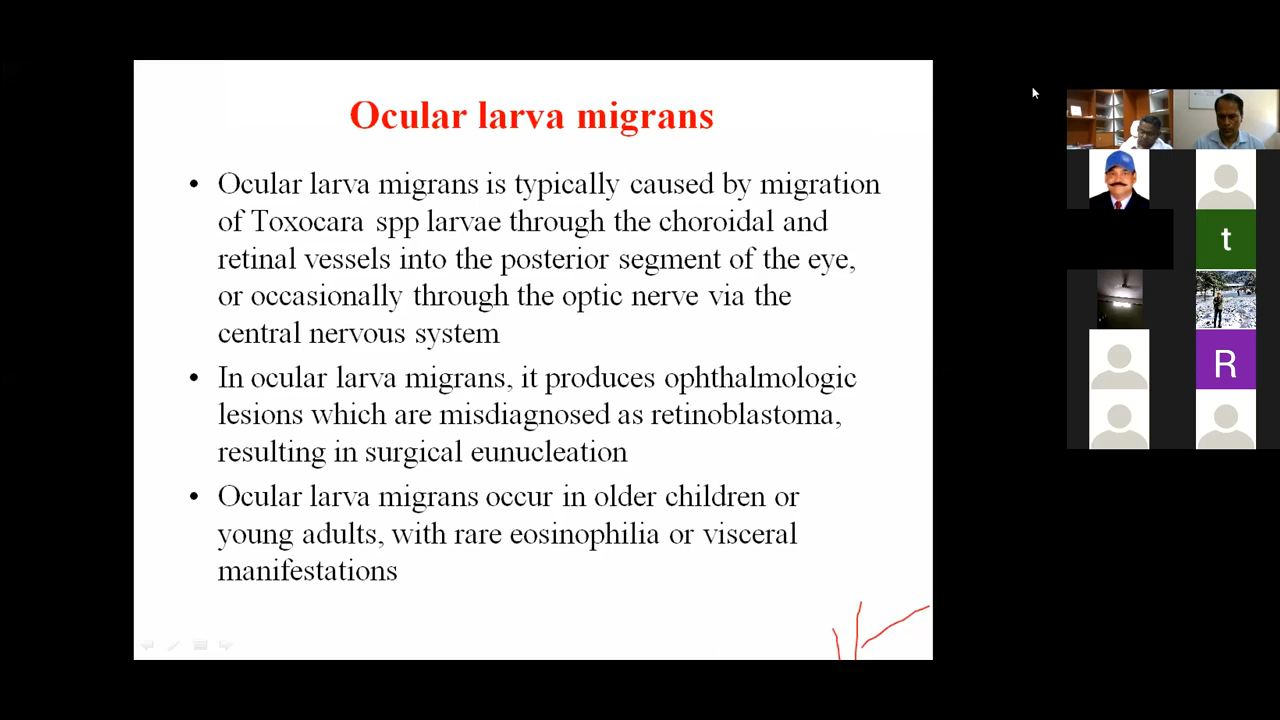 Ocular larva migrans
• Ocular larva migrans is typically caused by migration
of Toxocara spp larvae through the choroidal and
retinal vessels into the posterior segment of the eye,
or occasionally through the optic nerve via the
central nervous system
• In ocular larva migrans, it produces ophthalmologic
lesions which are misdiagnosed as retinoblastoma,
resulting in surgical eunucleation
• Ocular larva migrans occur in older children or
young adults, with rare eosinophilia or visceral
manifestations
t
R